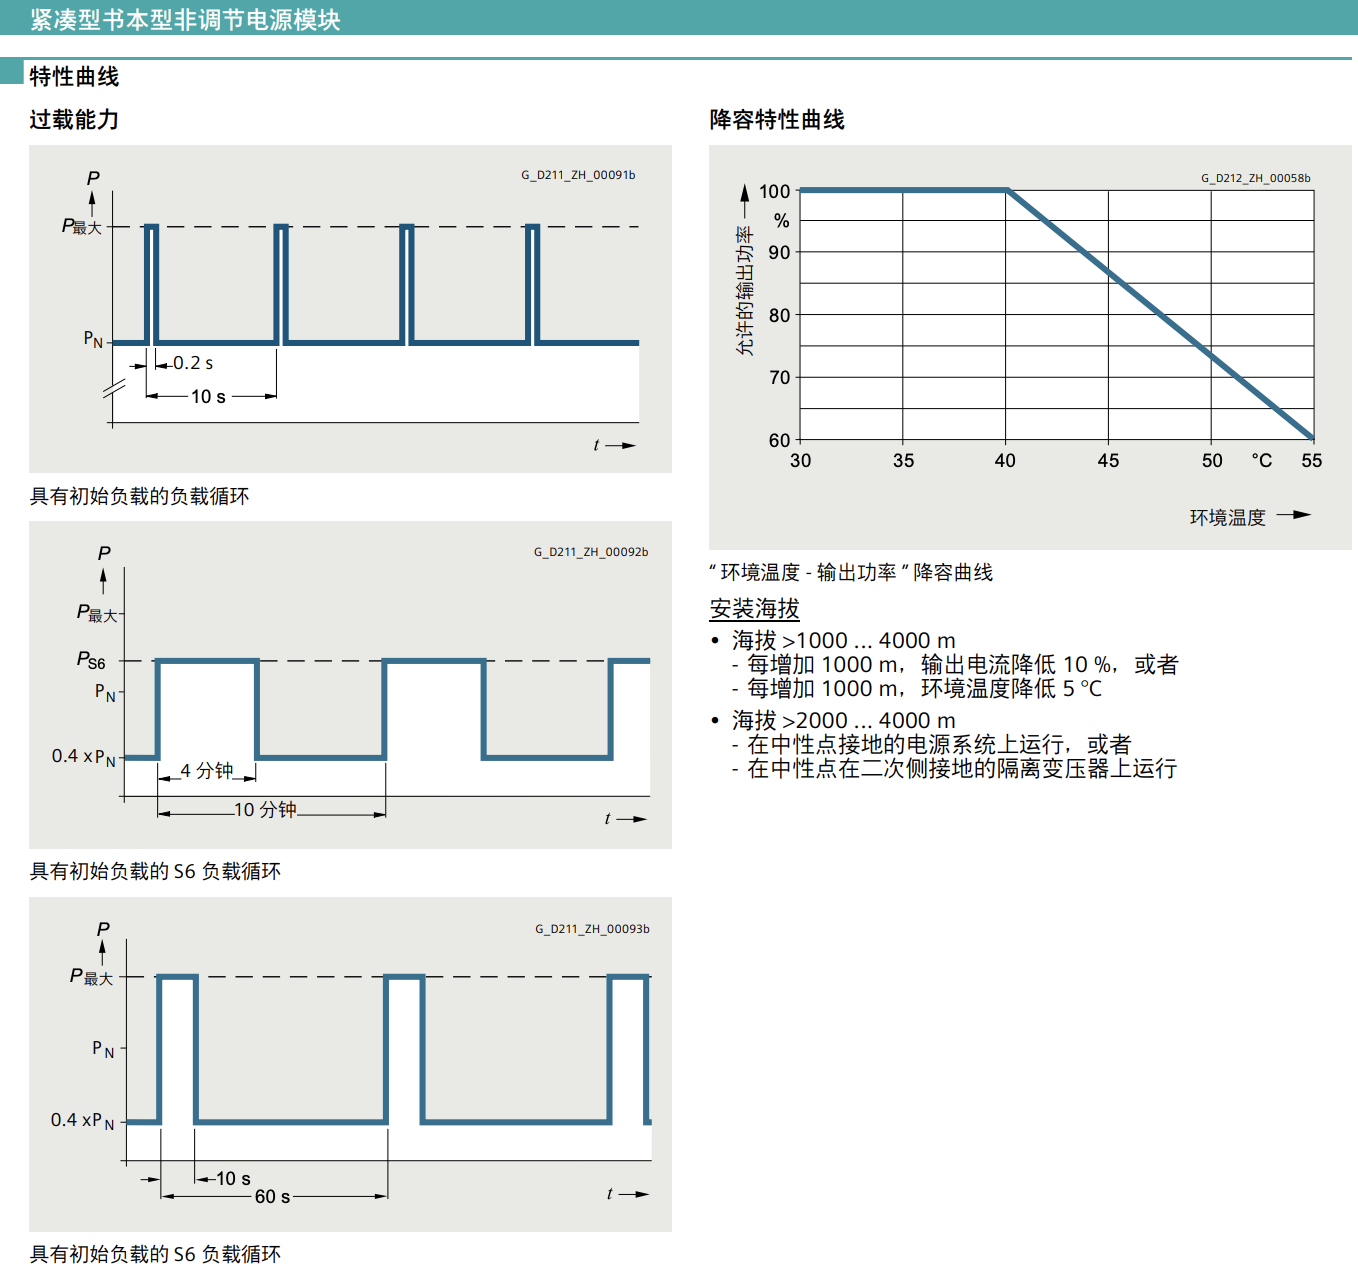 紧凑型书本型非调节电源模块
特性曲线
过载能力
P
G_D211_ZH_00091b
P最大
PN
0.2 s
10 s
t
具有初始负载的负载循环
P
G_D211_ZH_00092b
P最大
PS6
PN
0.4 xPN
4 分钟
10 分钟
t
具有初始负载的 S6 负载循环
P
G_D211_ZH_00093b
P最大
PN
0.4 xPN
10 s
60 s
t
具有初始负载的 S6 负载循环
降容特性曲线
G_D212_ZH_00058b
允许的输出功率
100
%
90
80
70
60
30 35 40 45 50 °C 55
环境温度
“ 环境温度 - 输出功率 ” 降容曲线
安装海拔
• 海拔 >1000 ... 4000 m
- 每增加 1000 m，输出电流降低 10 %，或者
- 每增加 1000 m，环境温度降低 5 °C
• 海拔 >2000 ... 4000 m
- 在中性点接地的电源系统上运行，或者
- 在中性点在二次侧接地的隔离变压器上运行